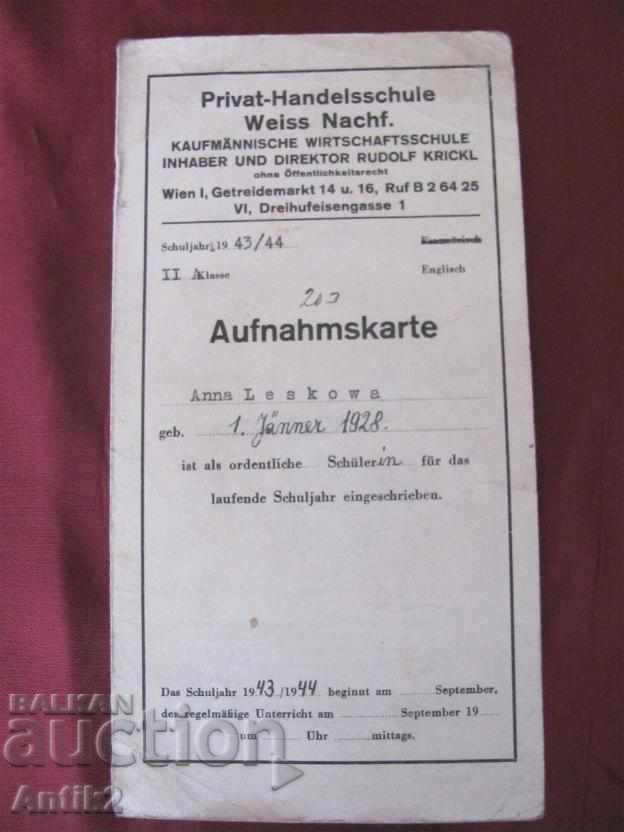 Privat-Handelsschule
Weiss Nachf.
KAUFMÄNNISCHE WIRTSCHAFTSSCHULE
INHABER UND DIREKTOR RUDOLF KRICKL
ohne Öffentlichkeitsrecht
Wien I, Getreidemarkt 14 u. 16, Ruf B 2 64 25
VI, Dreihufeisengasse 1
Schuljahr 19 43/44
II A Klasse Englisch
Aufnahmskarte
Anna Leskowa
geb. 1. Jänner 1928.
ist als ordentliche Schülerin für das
laufende Schuljahr eingeschrieben.
Das Schuljahr 1943/1944 beginnt am September,
der regelmäßige Unterricht am September 19
um Uhr mittags.
BALKAN
auction
Antik2